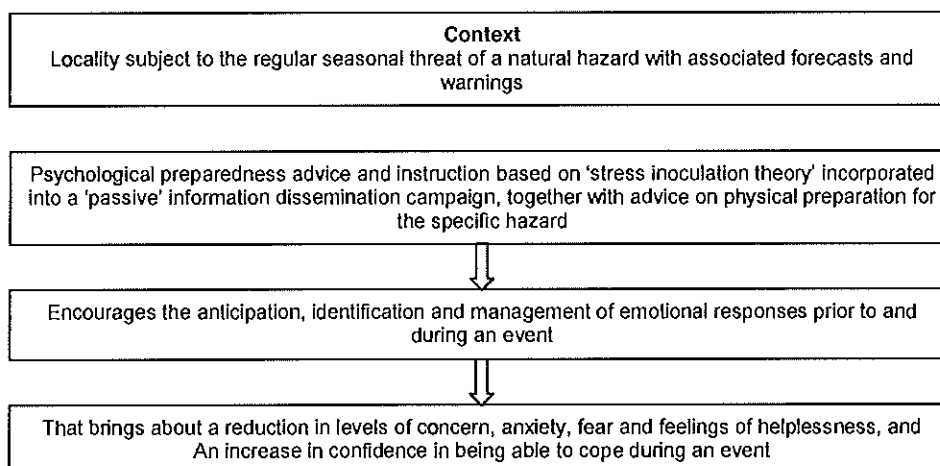 Context
Locality subject to the regular seasonal threat of a natural hazard with associated forecasts and
warnings
Psychological preparedness advice and instruction based on 'stress inoculation theory' incorporated
into a 'passive' information dissemination campaign, together with advice on physical preparation for
the specific hazard
Encourages the anticipation, identification and management of emotional responses prior to and
during an event
That brings about a reduction in levels of concern, anxiety, fear and feelings of helplessness, and
An increase in confidence in being able to cope during an event